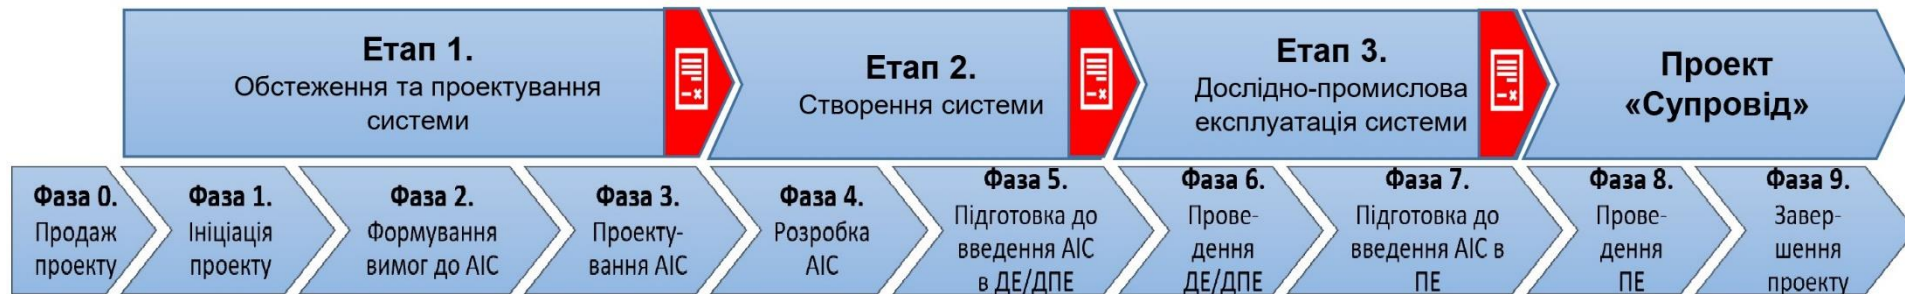 Етап 1.
Обстеження та проектування
системи
Етап 2.
Створення системи
Етап 3.
Дослідно-промислова
експлуатація системи
Проект
«Супровід»
Фаза 0.
Продаж
проекту
Фаза 1.
Ініціація
проекту
Фаза 2.
Формування
вимог до АІС
Фаза 3.
Проекту-
вання АІС
Фаза 4.
Розробка
АІС
Фаза 5.
Підготовка до
введення АІС
в ДЕ/ДПЕ
Фаза 6.
Прове-
дення
ДЕ/ДПЕ
Фаза 7.
Підготовка до
введення АІС в
ПЕ
Фаза 8.
Прове-
дення
ПЕ
Фаза 9.
Завер-
шення
проекту